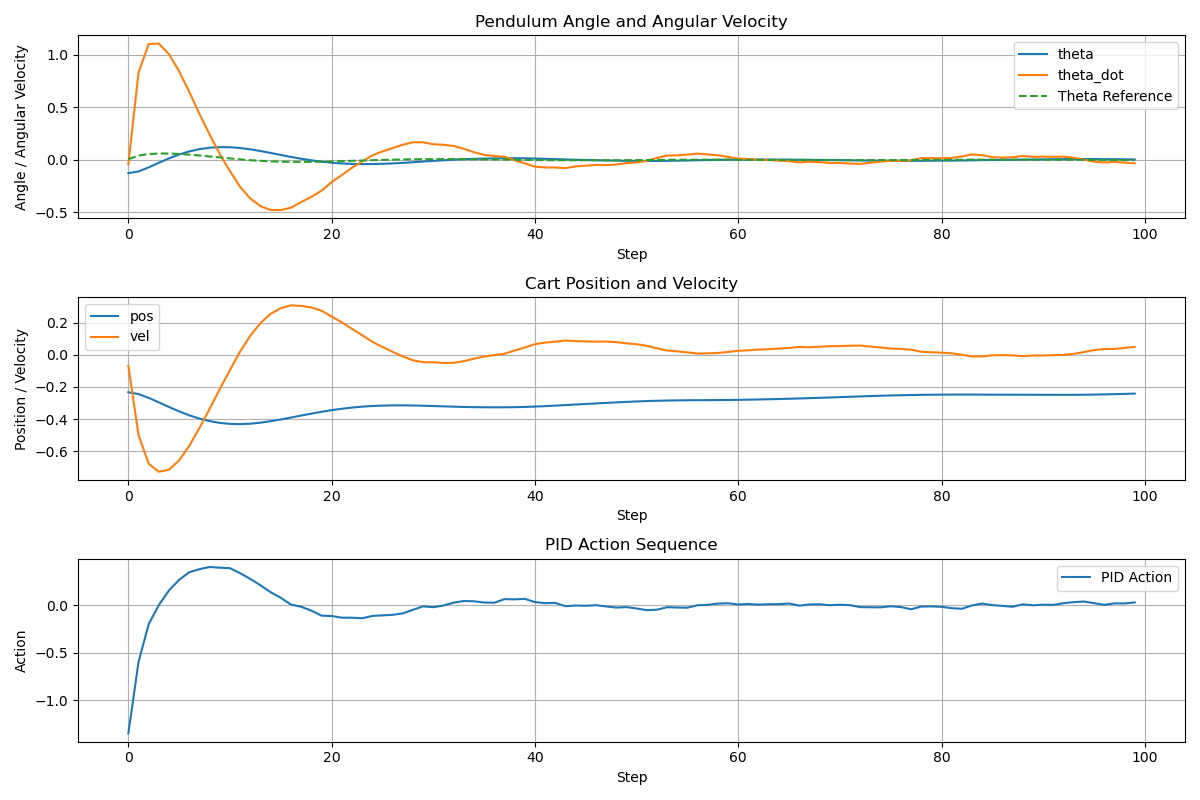 Pendulum Angle and Angular Velocity
Angle / Angular Velocity
1.0
0.5
0.0
−0.5
theta
theta_dot
Theta Reference
0 20 40 60 80 100
Step
Cart Position and Velocity
Position / Velocity
0.2
0.0
−0.2
−0.4
−0.6
pos
vel
0 20 40 60 80 100
Step
PID Action Sequence
Action
0.0
−0.5
−1.0
PID Action
0 20 40 60 80 100
Step